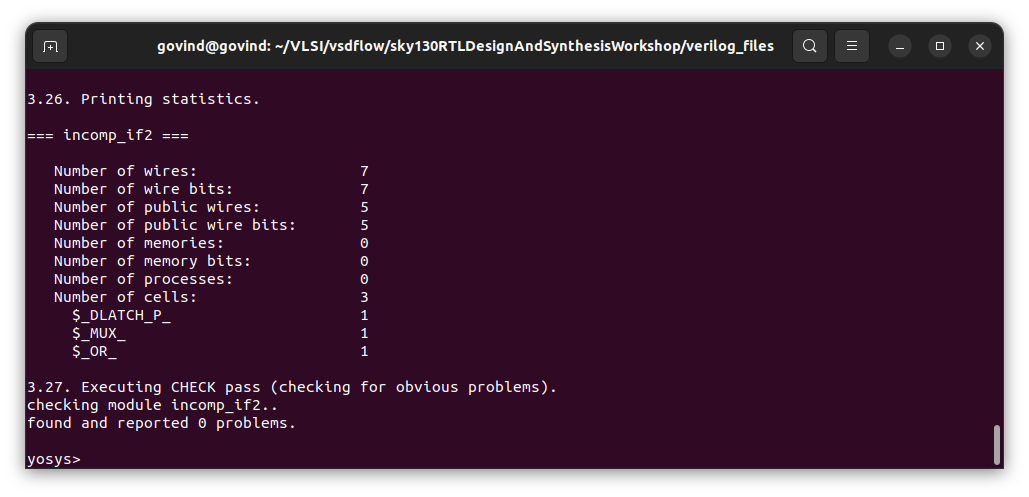 govind@govind: ~/VLSI/vsdflow/sky130RTLDesignAndSynthesisWorkshop/verilog_files
3.26. Printing statistics.
=== incomp_if2 ===
Number of wires: 7
Number of wire bits: 7
Number of public wires: 5
Number of public wire bits: 5
Number of memories: 0
Number of memory bits: 0
Number of processes: 0
Number of cells: 3
$_DLATCH_P_ 1
$_MUX_ 1
$_OR_ 1
3.27. Executing CHECK pass (checking for obvious problems).
checking module incomp_if2..
found and reported 0 problems.
yosys>